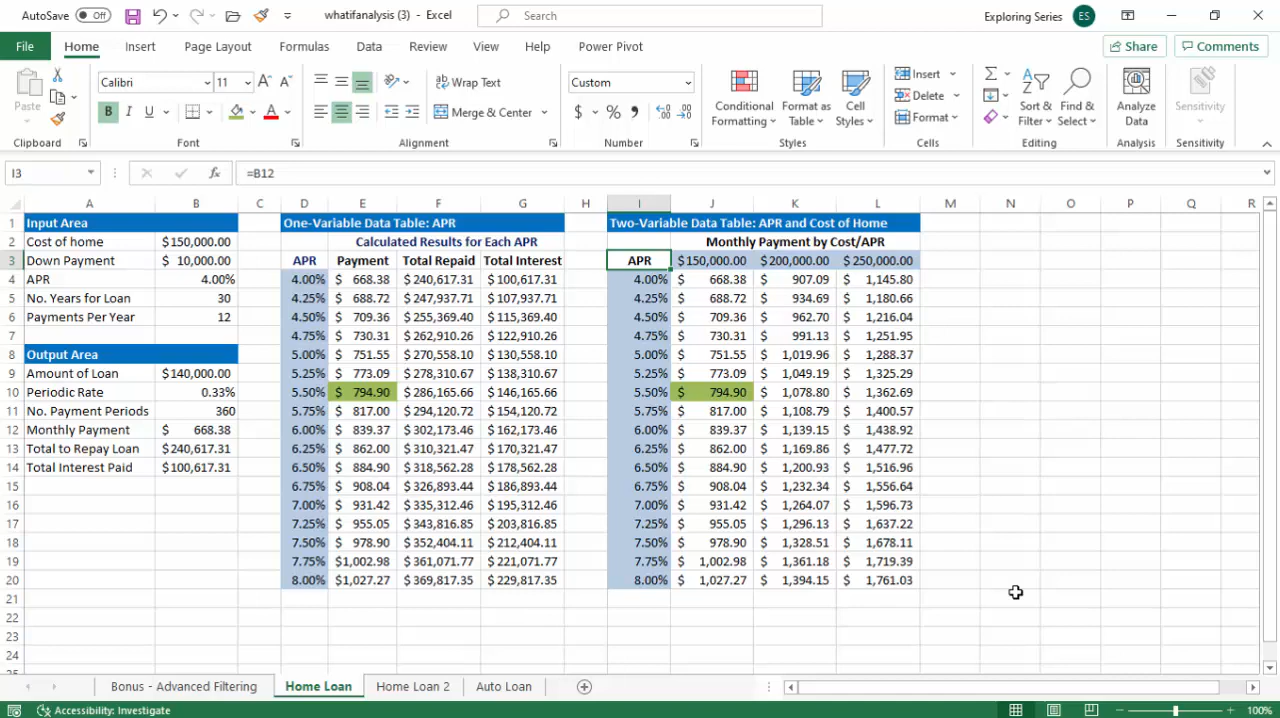 AutoSave Off whatifanalysis (3) - Excel Search Exploring Series ES
File Home Insert Page Layout Formulas Data Review View Help Power Pivot Share Comments
Paste Calibri 11 A A Wrap Text Custom Conditional Formatting Format as Table Cell Styles Insert Sort & Filter Find & Select Analyze Data Sensitivity
B I U A Merge & Center $ % , Delete
Format
Clipboard Font Alignment Number Styles Cells Editing Analysis Sensitivity
I3 fx =B12
A B C D E F G H I J K L M N O P Q R
1 Input Area One-Variable Data Table: APR Two-Variable Data Table: APR and Cost of Home
2 Cost of home $150,000.00 Calculated Results for Each APR Monthly Payment by Cost/APR
3 Down Payment $ 10,000.00 APR Payment Total Repaid Total Interest APR $150,000.00 $200,000.00 $250,000.00
4 APR 4.00% 4.00% $ 668.38 $240,617.31 $100,617.31 4.00% $ 668.38 $ 907.09 $ 1,145.80
5 No. Years for Loan 30 4.25% $ 688.72 $247,937.71 $107,937.71 4.25% $ 688.72 $ 934.69 $ 1,180.66
6 Payments Per Year 12 4.50% $ 709.36 $255,369.40 $115,369.40 4.50% $ 709.36 $ 962.70 $ 1,216.04
7 4.75% $ 730.31 $262,910.26 $122,910.26 4.75% $ 730.31 $ 991.13 $ 1,251.95
8 Output Area 5.00% $ 751.55 $270,558.10 $130,558.10 5.00% $ 751.55 $ 1,019.96 $ 1,288.37
9 Amount of Loan $140,000.00 5.25% $ 773.09 $278,310.67 $138,310.67 5.25% $ 773.09 $ 1,049.19 $ 1,325.29
10 Periodic Rate 0.33% 5.50% $ 794.90 $286,165.66 $146,165.66 5.50% $ 794.90 $ 1,078.80 $ 1,362.69
11 No. Payment Periods 360 5.75% $ 817.00 $294,120.72 $154,120.72 5.75% $ 817.00 $ 1,108.79 $ 1,400.57
12 Monthly Payment $ 668.38 6.00% $ 839.37 $302,173.46 $162,173.46 6.00% $ 839.37 $ 1,139.15 $ 1,438.92
13 Total to Repay Loan $240,617.31 6.25% $ 862.00 $310,321.47 $170,321.47 6.25% $ 862.00 $ 1,169.86 $ 1,477.72
14 Total Interest Paid $100,617.31 6.50% $ 884.90 $318,562.28 $178,562.28 6.50% $ 884.90 $ 1,200.93 $ 1,516.96
15 6.75% $ 908.04 $326,893.44 $186,893.44 6.75% $ 908.04 $ 1,232.34 $ 1,556.64
16 7.00% $ 931.42 $335,312.46 $195,312.46 7.00% $ 931.42 $ 1,264.07 $ 1,596.73
17 7.25% $ 955.05 $343,816.85 $203,816.85 7.25% $ 955.05 $ 1,296.13 $ 1,637.22
18 7.50% $ 978.90 $352,404.11 $212,404.11 7.50% $ 978.90 $ 1,328.51 $ 1,678.11
19 7.75% $1,002.98 $361,071.77 $221,071.77 7.75% $ 1,002.98 $ 1,361.18 $ 1,719.39
20 8.00% $1,027.27 $369,817.35 $229,817.35 8.00% $ 1,027.27 $ 1,394.15 $ 1,761.03
21
22
23
24
Bonus - Advanced Filtering Home Loan Home Loan 2 Auto Loan
Accessibility: Investigate 100%